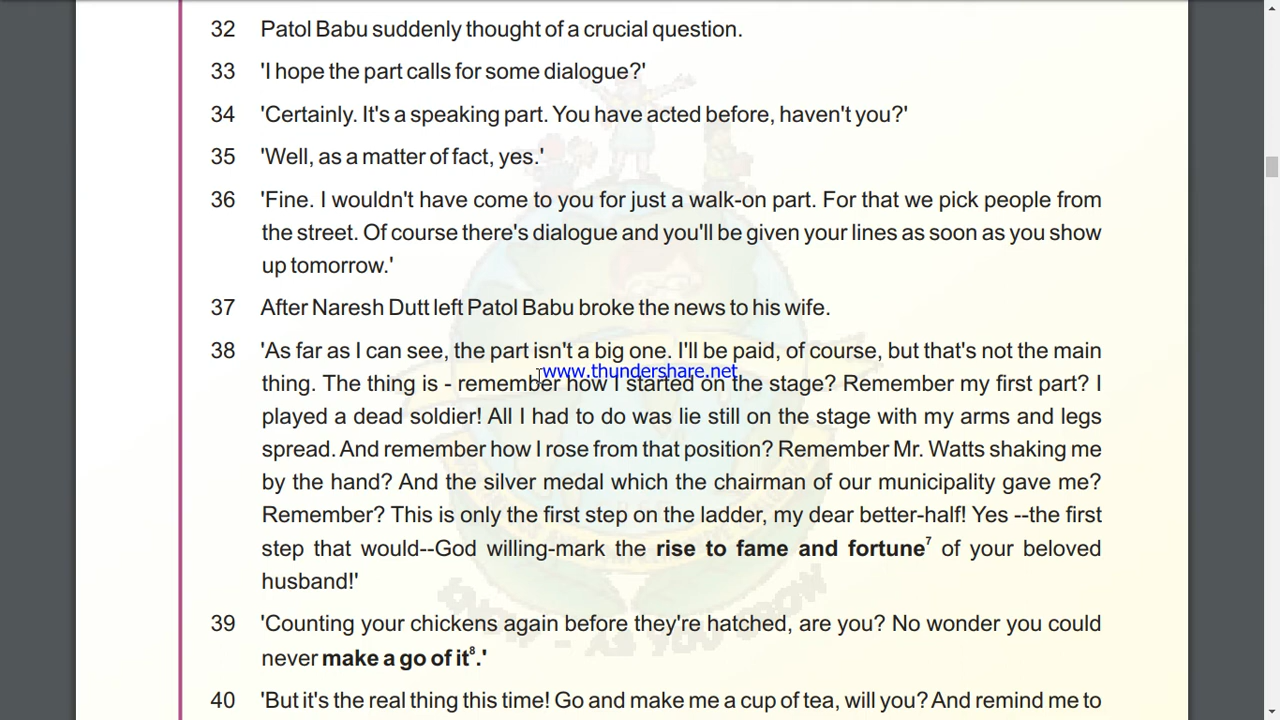 32 Patol Babu suddenly thought of a crucial question.
33 'I hope the part calls for some dialogue?'
34 'Certainly. It's a speaking part. You have acted before, haven't you?'
35 'Well, as a matter of fact, yes.'
36 'Fine. I wouldn't have come to you for just a walk-on part. For that we pick people from
the street. Of course there's dialogue and you'll be given your lines as soon as you show
up tomorrow.'
37 After Naresh Dutt left Patol Babu broke the news to his wife.
38 'As far as I can see, the part isn't a big one. I'll be paid, of course, but that's not the main
www.thundershare.net
thing. The thing is - remember how I started on the stage? Remember my first part? I
played a dead soldier! All I had to do was lie still on the stage with my arms and legs
spread. And remember how I rose from that position? Remember Mr. Watts shaking me
by the hand? And the silver medal which the chairman of our municipality gave me?
Remember? This is only the first step on the ladder, my dear better-half! Yes --the first
step that would--God willing-mark the rise to fame and fortune7 of your beloved
husband!'
39 'Counting your chickens again before they're hatched, are you? No wonder you could
never make a go of it8.'
40 'But it's the real thing this time! Go and make me a cup of tea, will you? And remind me to